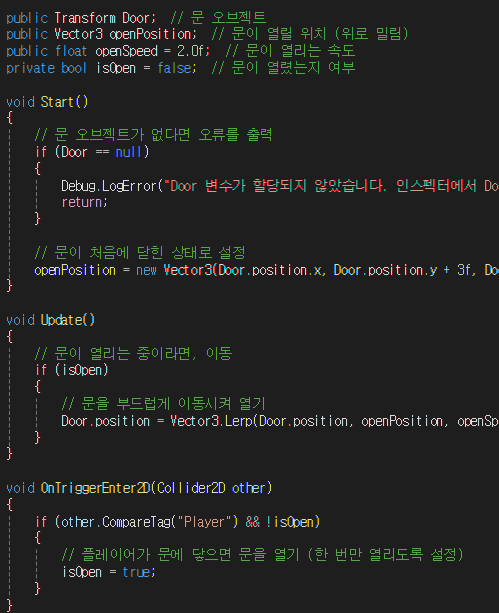 public Transform Door;  // 문 오브젝트
public Vector3 openPosition;  // 문이 열릴 위치 (위로 밀림)
public float openSpeed = 2.0f;  // 문이 열리는 속도
private bool isOpen = false;  // 문이 열렸는지 여부
void Start()
{
// 문 오브젝트가 없다면 오류를 출력
if (Door == null)
{
Debug.LogError("Door 변수가 할당되지 않았습니다. 인스펙터에서 Do
return;
}
// 문이 처음에 닫힌 상태로 설정
openPosition = new Vector3(Door.position.x, Door.position.y + 3f, Do
}
void Update()
{
// 문이 열리는 중이라면, 이동
if (isOpen)
{
// 문을 부드럽게 이동시켜 열기
Door.position = Vector3.Lerp(Door.position, openPosition, openSp
}
}
void OnTriggerEnter2D(Collider2D other)
{
if (other.CompareTag("Player") && !isOpen)
{
// 플레이어가 문에 닿으면 문을 열기 (한 번만 열리도록 설정)
isOpen = true;
}
}